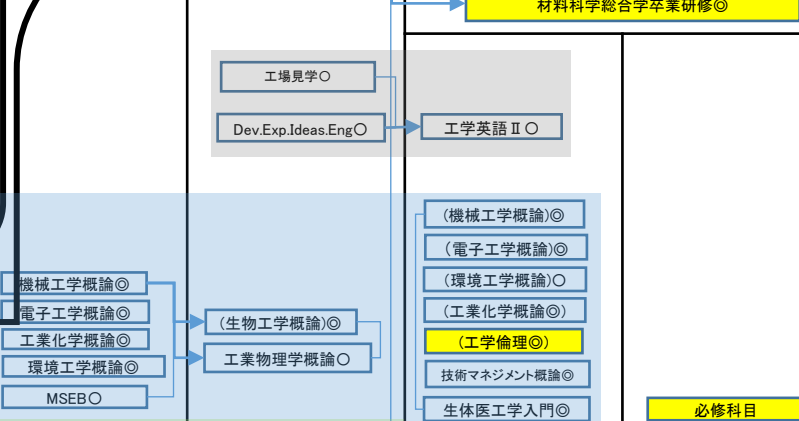 材料科学総合学卒業研修◎
工場見学〇
Dev.Exp.Ideas.Eng〇
工学英語Ⅱ〇
機械工学概論◎
電子工学概論◎
工業化学概論◎
環境工学概論◎
MSEB〇
(生物工学概論)◎
工業物理学概論〇
(機械工学概論)◎
(電子工学概論)◎
(環境工学概論)〇
(工業化学概論◎)
(工学倫理◎)
技術マネジメント概論◎
生体医工学入門◎
必修科目